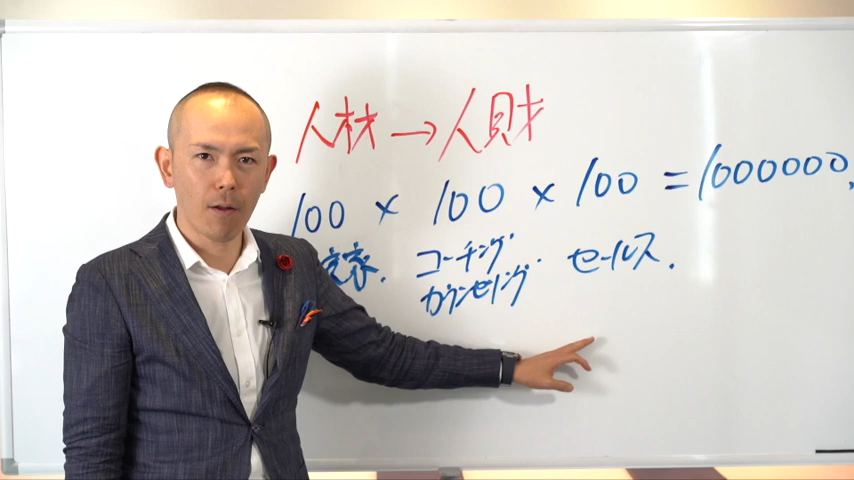 人材→人財
100 × 100 × 100 = 1000000.
家. コーチング. セールス.
カウンセリング